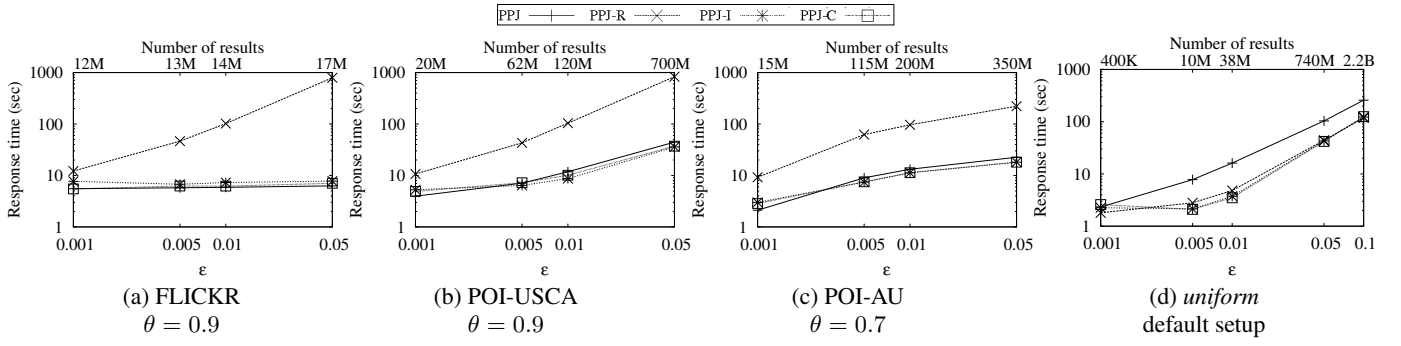 PPJ PPJ-R PPJ-I PPJ-C
Number of results
12M 13M 14M 17M
1000
100
10
1
Response time (sec)
0.001 0.005 0.01 0.05
ε
(a) FLICKR
θ = 0.9
Number of results
20M 62M 120M 700M
1000
100
10
1
Response time (sec)
0.001 0.005 0.01 0.05
ε
(b) POI-USCA
θ = 0.9
Number of results
15M 115M 200M 350M
1000
100
10
1
Response time (sec)
0.001 0.005 0.01 0.05
ε
(c) POI-AU
θ = 0.7
Number of results
400K 10M 38M 740M 2.2B
1000
100
10
1
Response time (sec)
0.001 0.005 0.01 0.05 0.1
ε
(d) uniform
default setup